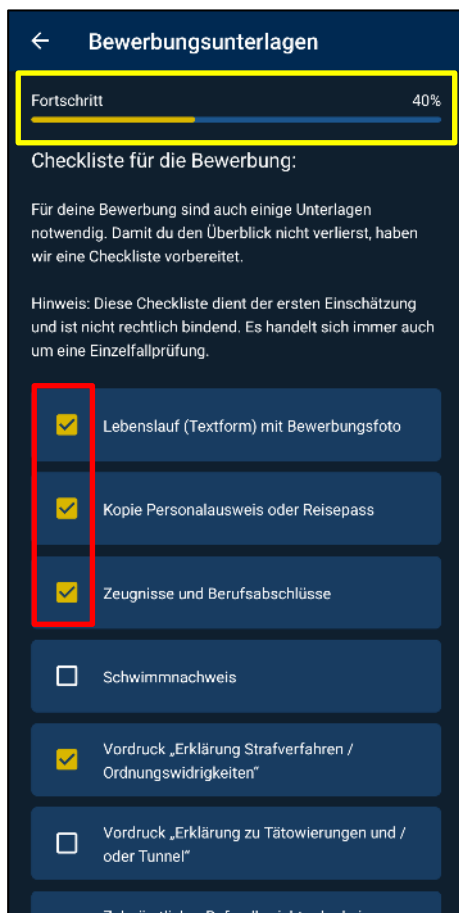 Bewerbungsunterlagen
Fortschritt 40%
Checkliste für die Bewerbung:
Für deine Bewerbung sind auch einige Unterlagen
notwendig. Damit du den Überblick nicht verlierst, haben
wir eine Checkliste vorbereitet.
Hinweis: Diese Checkliste dient der ersten Einschätzung
und ist nicht rechtlich bindend. Es handelt sich immer auch
um eine Einzelfallprüfung.
Lebenslauf (Textform) mit Bewerbungsfoto
Kopie Personalausweis oder Reisepass
Zeugnisse und Berufsabschlüsse
Schwimmnachweis
Vordruck „Erklärung Strafverfahren /
Ordnungswidrigkeiten“
Vordruck „Erklärung zu Tätowierungen und /
oder Tunnel“